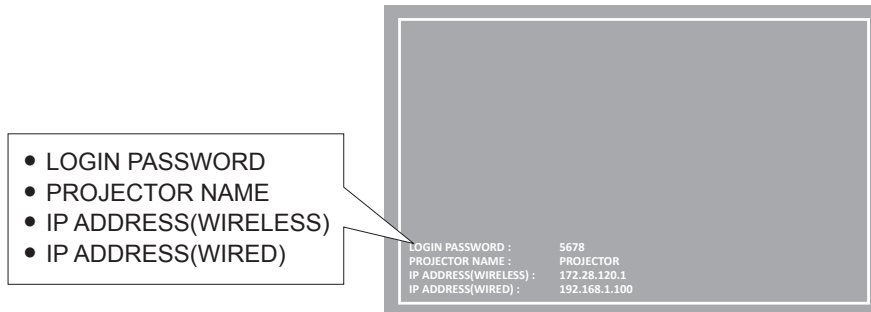 • LOGIN PASSWORD
• PROJECTOR NAME
• IP ADDRESS(WIRELESS)
• IP ADDRESS(WIRED)
LOGIN PASSWORD : 5678
PROJECTOR NAME : PROJECTOR
IP ADDRESS(WIRELESS) : 172.28.120.1
IP ADDRESS(WIRED) : 192.168.1.100